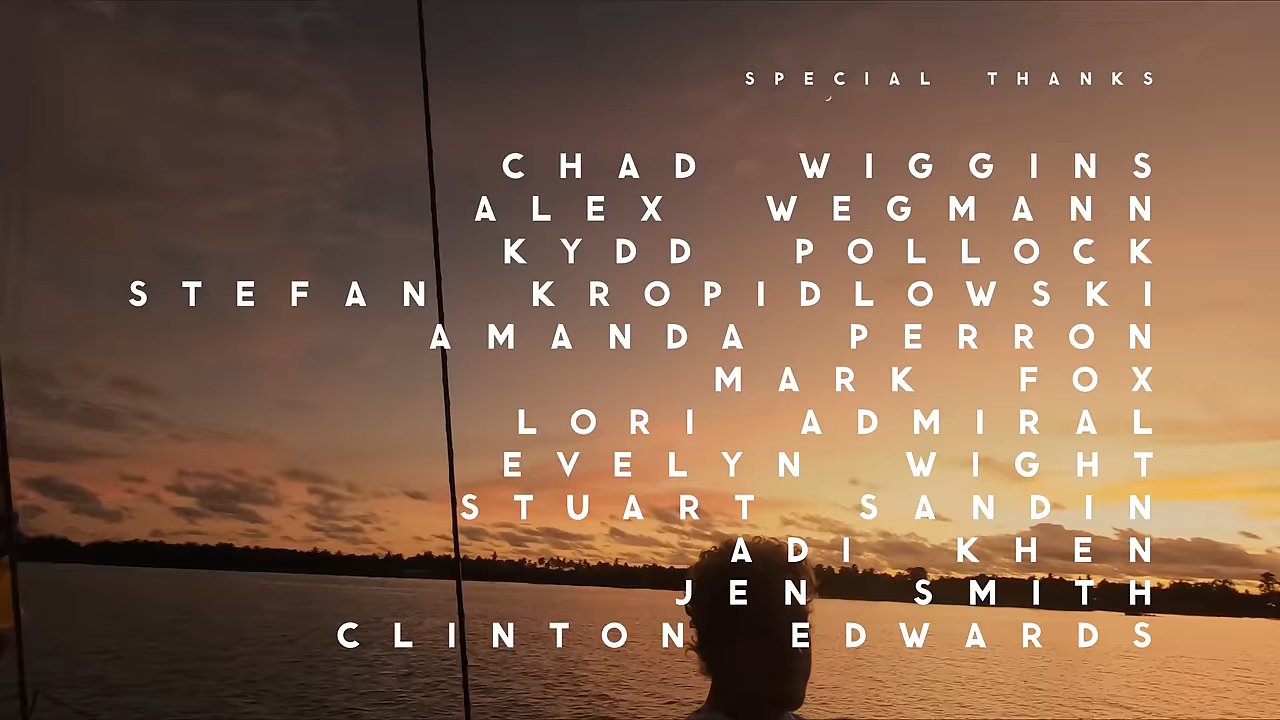 SPECIAL THANKS
CHAD WIGGINS
ALEX WEGMANN
KYDD POLLOCK
STEFAN KROPIDLOWSKI
AMANDA PERRON
MARK FOX
LORI ADMIRAL
EVELYN WIGHT
STUART SANDIN
ADI KHEN
JEN SMITH
CLINTON EDWARDS